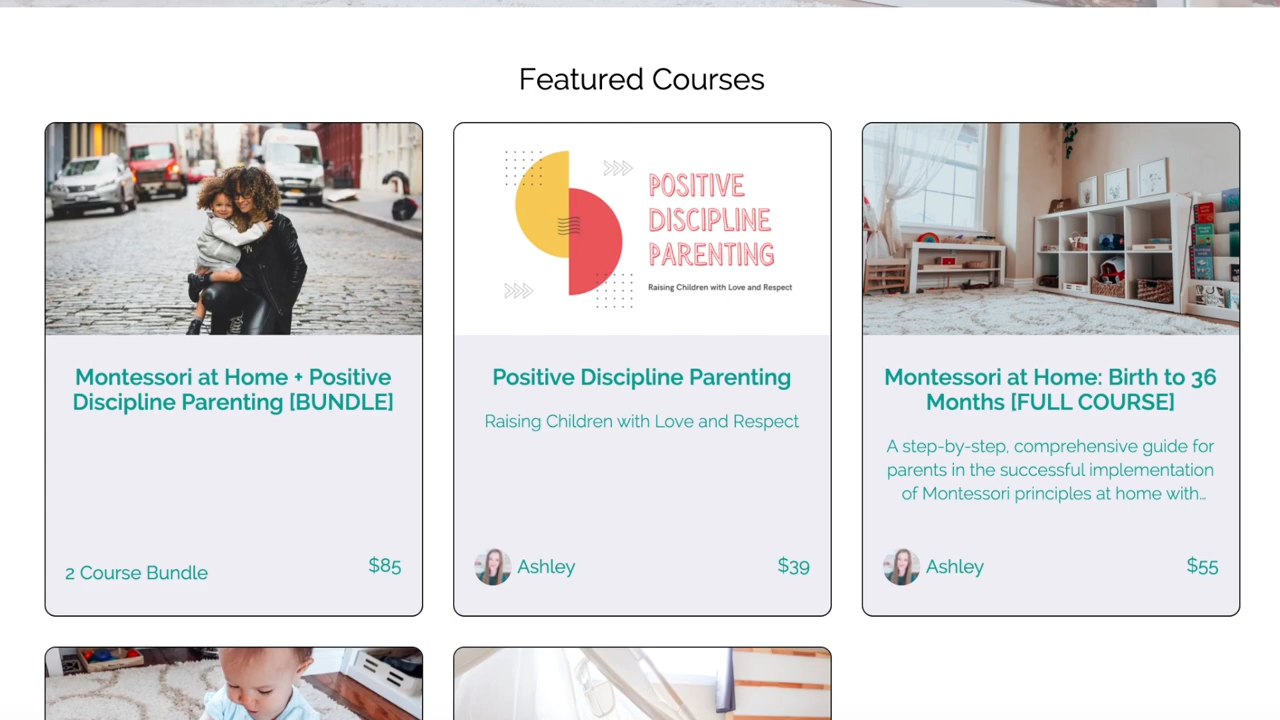 Featured Courses
POSITIVE
DISCIPLINE
PARENTING
Raising Children with Love and Respect
Montessori at Home + Positive
Discipline Parenting [BUNDLE]
2 Course Bundle
$85
Positive Discipline Parenting
Raising Children with Love and Respect
Ashley
$39
Montessori at Home: Birth to 36
Months [FULL COURSE]
A step-by-step, comprehensive guide for
parents in the successful implementation
of Montessori principles at home with...
Ashley
$55